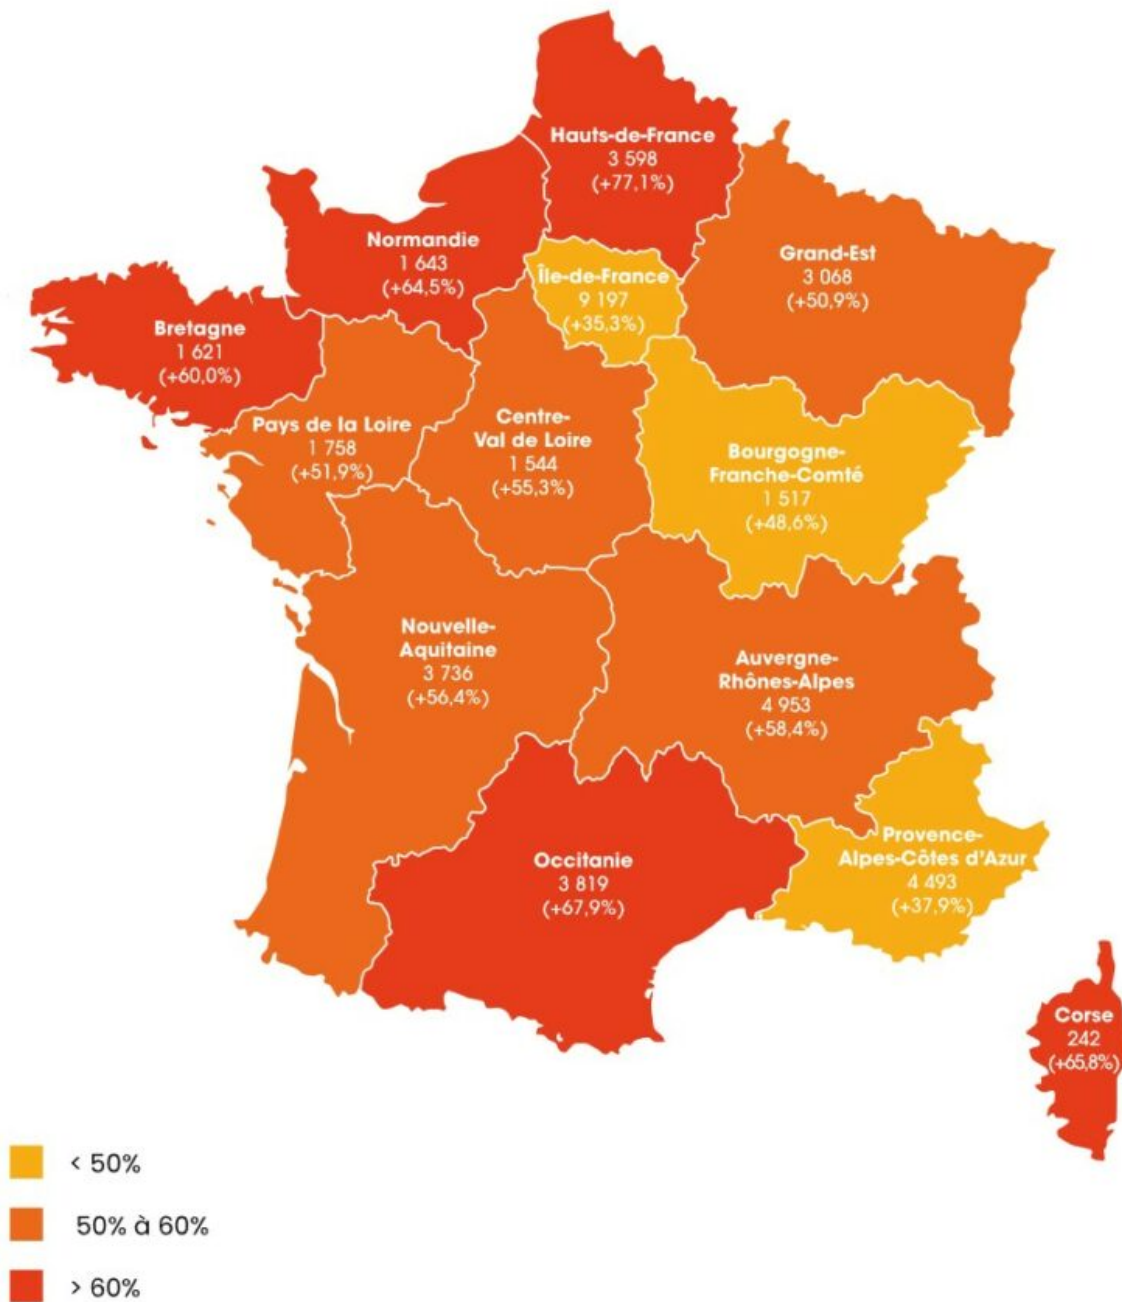 Hauts-de-France
3 598
(+77,1%)
Normandie
1 643
(+64,5%)
Île-de-France
9 197
(+35,3%)
Grand-Est
3 068
(+50,9%)
Bretagne
1 621
(+60,0%)
Pays de la Loire
1 758
(+51,9%)
Centre-
Val de Loire
1 544
(+55,3%)
Bourgogne-
Franche-Comté
1 517
(+48,6%)
Nouvelle-
Aquitaine
3 736
(+56,4%)
Auvergne-
Rhônes-Alpes
4 953
(+58,4%)
Occitanie
3 819
(+67,9%)
Provence-
Alpes-Côtes d'Azur
4 493
(+37,9%)
Corse
242
(+65,8%)
< 50%
50% à 60%
> 60%